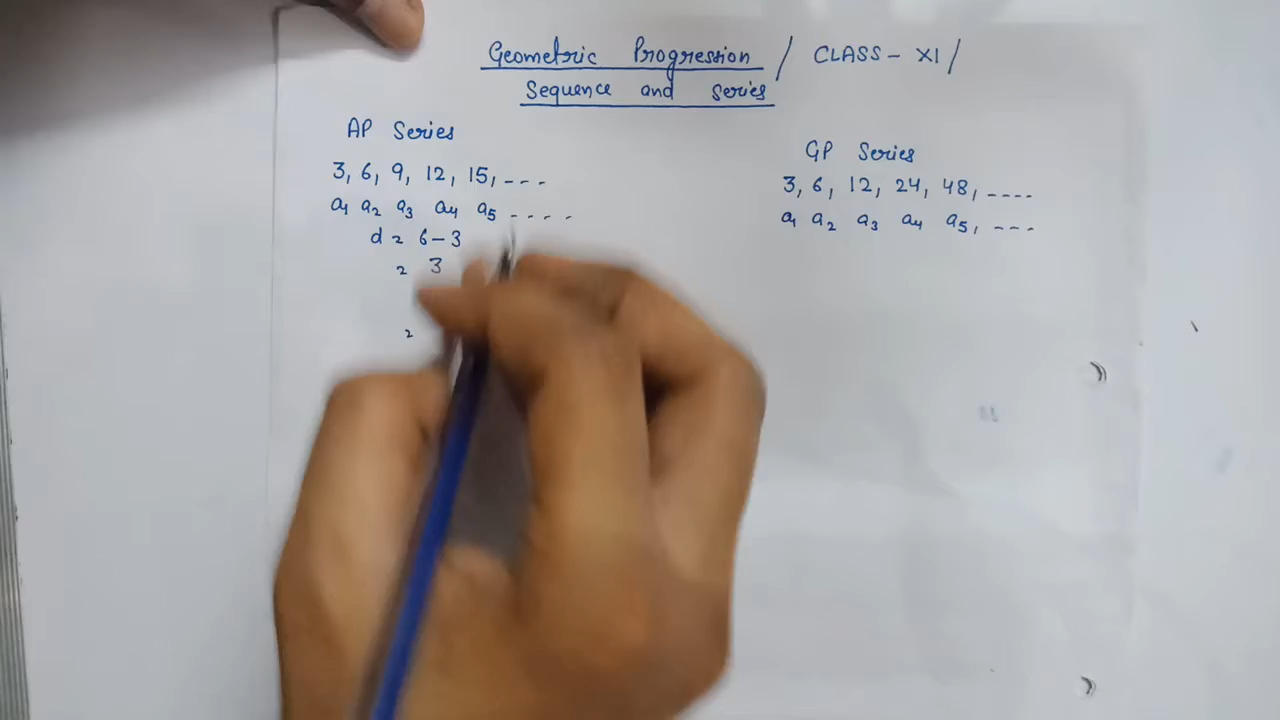 Geometric Progression / CLASS - XI /
Sequence and Series
AP Series
3, 6, 9, 12, 15, ---
a1 a2 a3 a4 a5 ----
d = 6 - 3
= 3
=
GP Series
3, 6, 12, 24, 48, ----
a1 a2 a3 a4 a5, ---